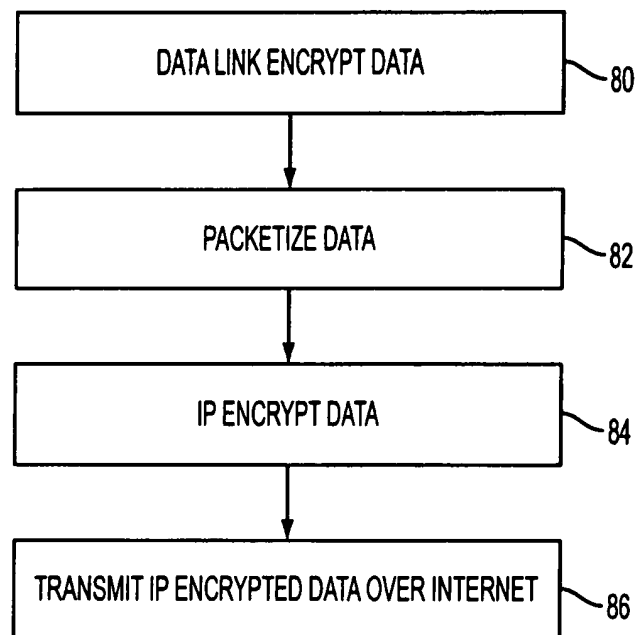 DATA LINK ENCRYPT DATA
80
PACKETIZE DATA
82
IP ENCRYPT DATA
84
TRANSMIT IP ENCRYPTED DATA OVER INTERNET
86